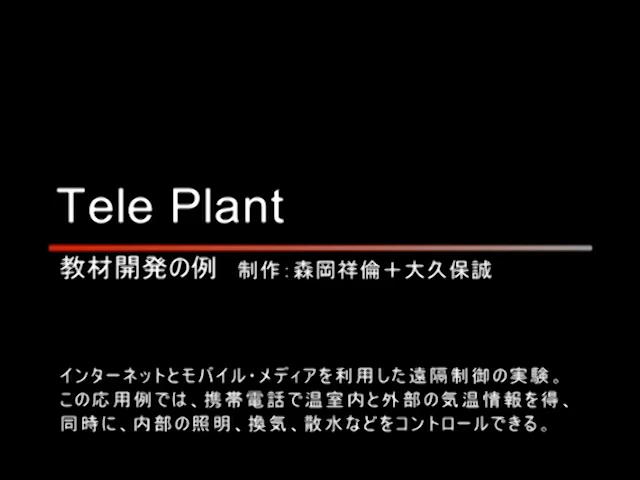 Tele Plant
教材開発の例　制作：森岡祥倫＋大久保誠
インターネットとモバイル・メディアを利用した遠隔制御の実験。
この応用例では、携帯電話で温室内と外部の気温情報を得、
同時に、内部の照明、換気、散水などをコントロールできる。